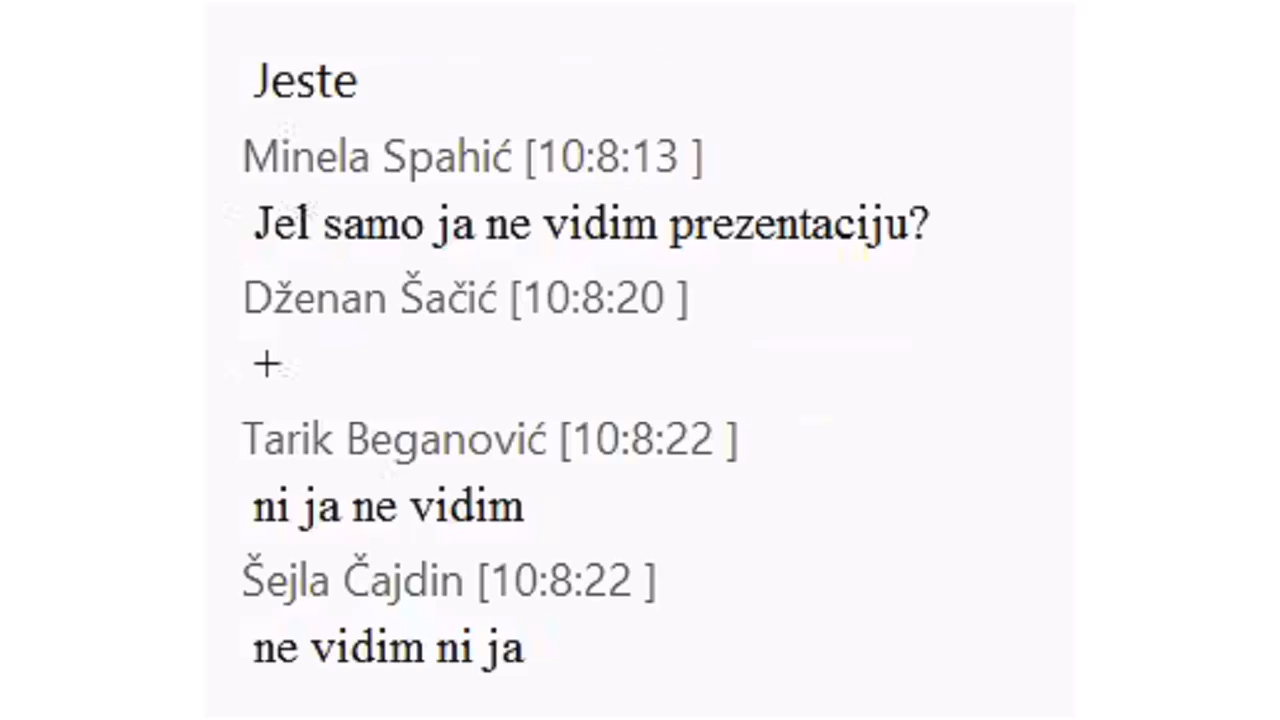 Jeste
Minela Spahić [10:8:13 ]
Jel samo ja ne vidim prezentaciju?
Dženan Šačić [10:8:20 ]
+
Tarik Beganović [10:8:22 ]
ni ja ne vidim
Šejla Čajdin [10:8:22 ]
ne vidim ni ja